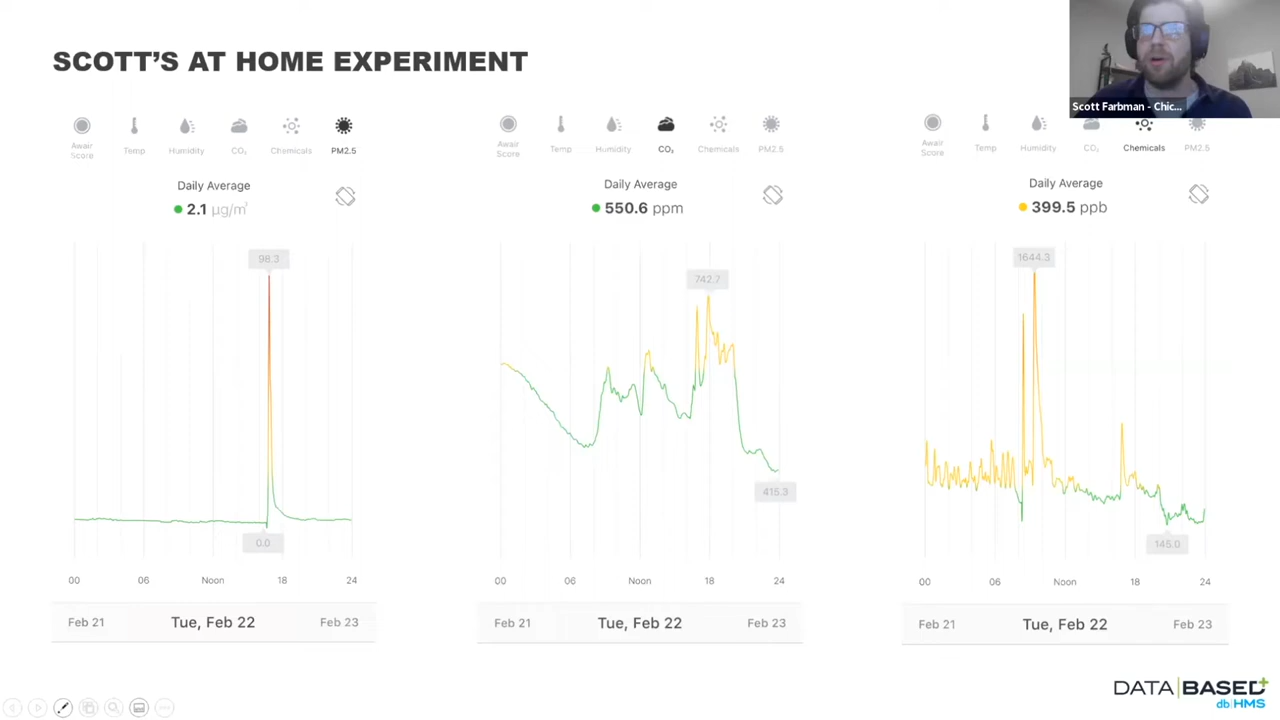 SCOTT'S AT HOME EXPERIMENT
Scott Farbman - Chic...
Awair Score
Temp
Humidity
CO₂
Chemicals
PM2.5
Daily Average
2.1 µg/m³
98.3
0.0
00
06
Noon
18
24
Feb 21
Tue, Feb 22
Feb 23
Awair Score
Temp
Humidity
CO₂
Chemicals
PM2.5
Daily Average
550.6 ppm
742.7
415.3
00
06
Noon
18
24
Feb 21
Tue, Feb 22
Feb 23
Awair Score
Temp
Humidity
CO₂
Chemicals
PM2.5
Daily Average
399.5 ppb
1644.3
145.0
00
06
Noon
18
24
Feb 21
Tue, Feb 22
Feb 23
DATA|BASED+
db|HMS